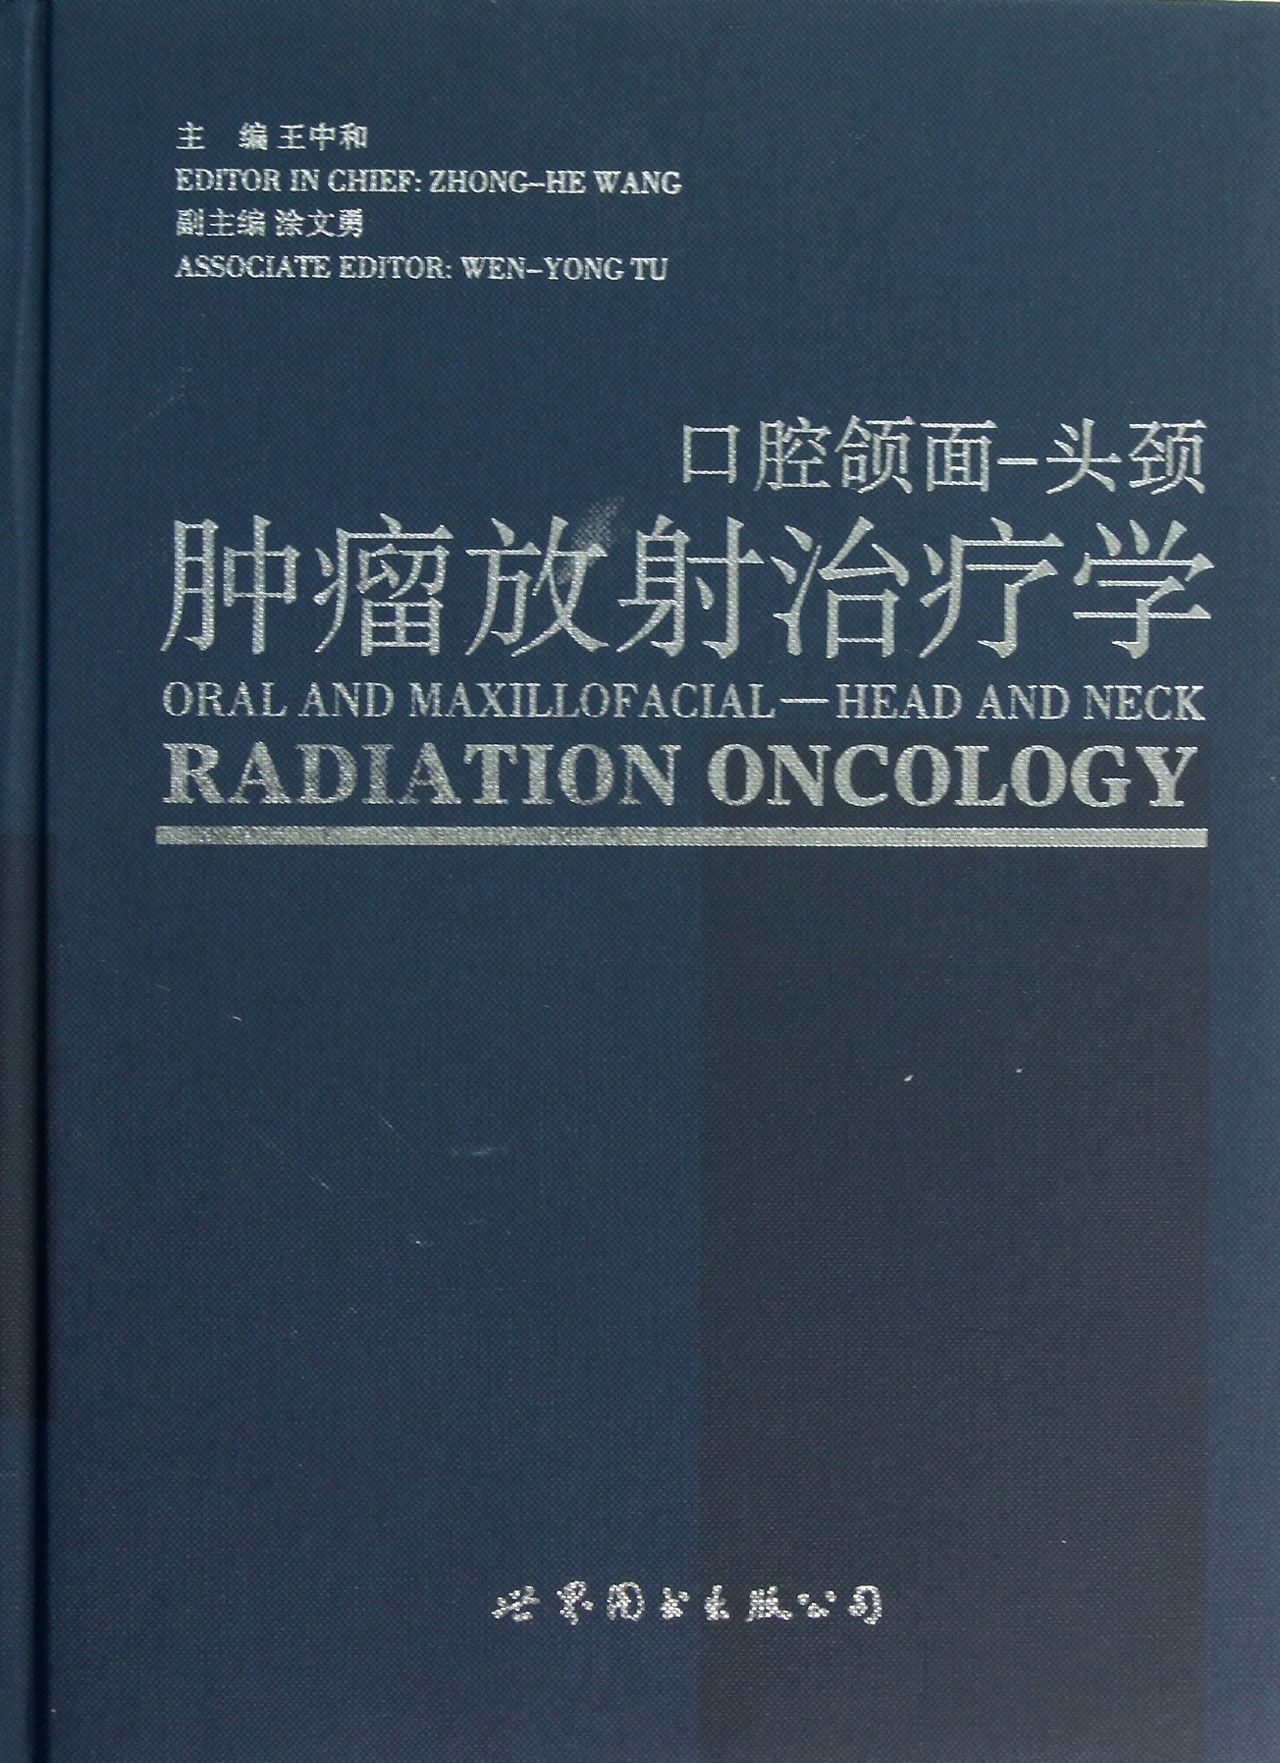 主　编 王中和
EDITOR IN CHIEF: ZHONG-HE WANG
副主编 涂文勇
ASSOCIATE EDITOR: WEN-YONG TU
口腔颌面-头颈
肿瘤放射治疗学
ORAL AND MAXILLOFACIAL—HEAD AND NECK
RADIATION ONCOLOGY
世界图书出版公司